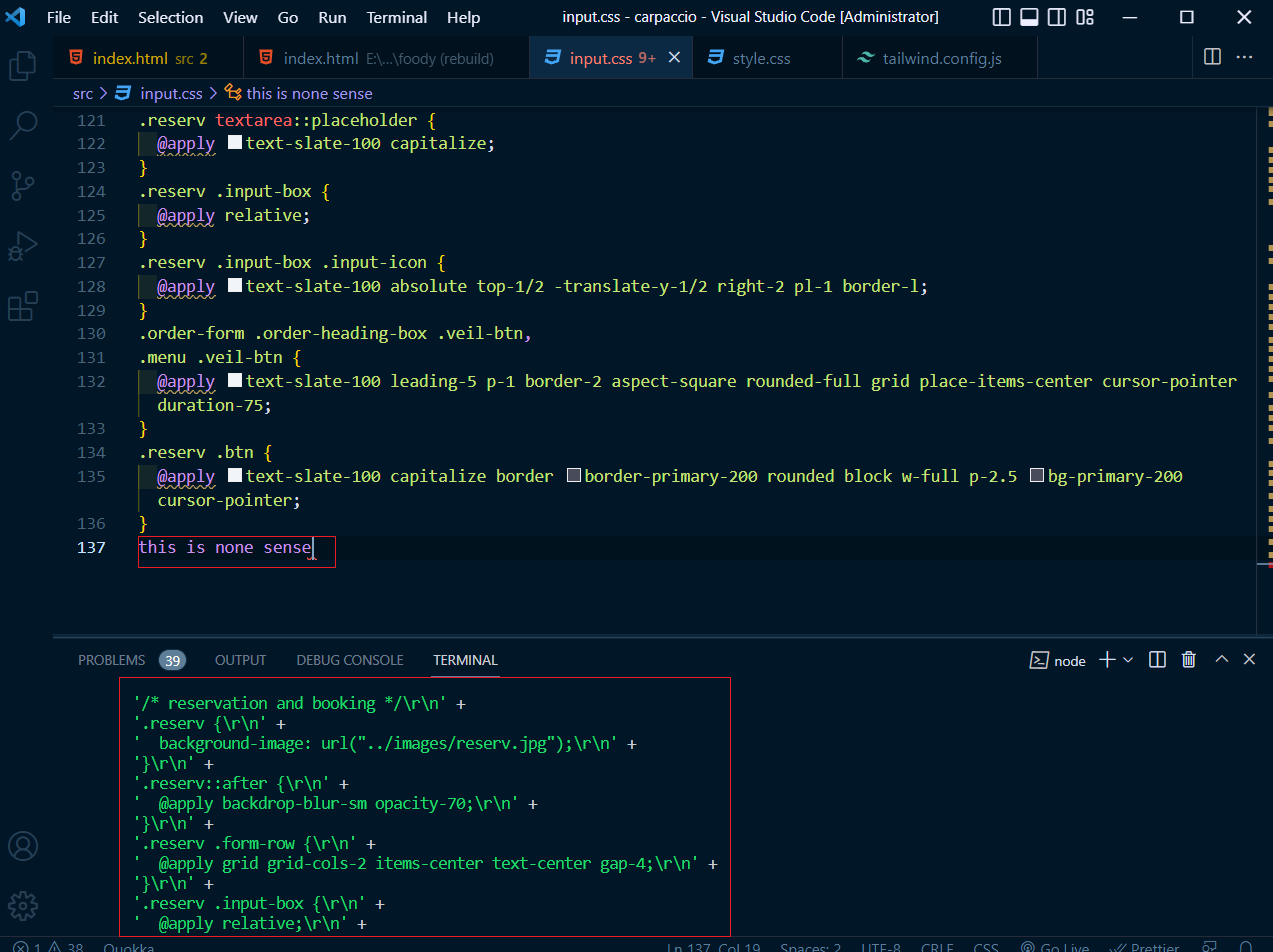 File Edit Selection View Go Run Terminal Help input.css - carpaccio - Visual Studio Code [Administrator]
index.html src 2 index.html E:\...\foody (rebuild) input.css 9+ style.css tailwind.config.js
src > input.css > this is none sense
121 .reserv textarea::placeholder {
122 @apply text-slate-100 capitalize;
123 }
124 .reserv .input-box {
125 @apply relative;
126 }
127 .reserv .input-box .input-icon {
128 @apply text-slate-100 absolute top-1/2 -translate-y-1/2 right-2 pl-1 border-l;
129 }
130 .order-form .order-heading-box .veil-btn,
131 .menu .veil-btn {
132 @apply text-slate-100 leading-5 p-1 border-2 aspect-square rounded-full grid place-items-center cursor-pointer
duration-75;
133 }
134 .reserv .btn {
135 @apply text-slate-100 capitalize border border-primary-200 rounded block w-full p-2.5 bg-primary-200
cursor-pointer;
136 }
137 this is none sense
PROBLEMS 39 OUTPUT DEBUG CONSOLE TERMINAL node
'/* reservation and booking */\r\n' +
'.reserv {\r\n' +
'  background-image: url("../images/reserv.jpg");\r\n' +
'}\r\n' +
'.reserv::after {\r\n' +
'  @apply backdrop-blur-sm opacity-70;\r\n' +
'}\r\n' +
'.reserv .form-row {\r\n' +
'  @apply grid grid-cols-2 items-center text-center gap-4;\r\n' +
'}\r\n' +
'.reserv .input-box {\r\n' +
'  @apply relative;\r\n' +
1 38 Quokka Ln 137, Col 19 Spaces: 2 UTF-8 CRLF CSS Go Live Prettier